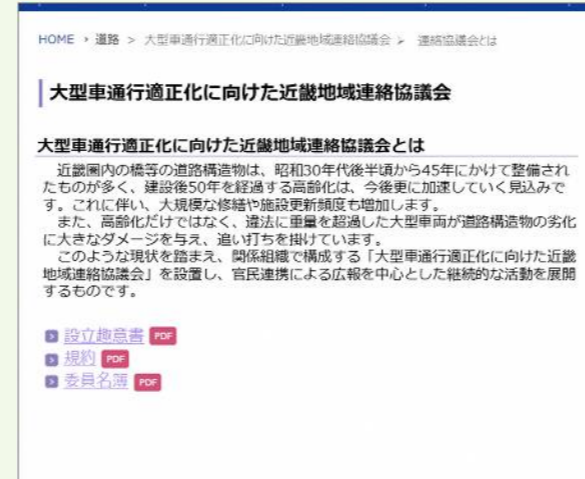 HOME > 道路 > 大型車通行適正化に向けた近畿地域連絡協議会 > 連絡協議会とは
大型車通行適正化に向けた近畿地域連絡協議会
大型車通行適正化に向けた近畿地域連絡協議会とは
近畿圏内の橋等の道路構造物は、昭和30年代後半頃から45年にかけて整備され
たものが多く、建設後50年を経過する高齢化は、今後更に加速していく見込みで
す。これに伴い、大規模な修繕や施設更新頻度も増加します。
また、高齢化だけではなく、違法に重量を超過した大型車両が道路構造物の劣化
に大きなダメージを与え、追い打ちを掛けています。
このような現状を踏まえ、関係組織で構成する「大型車通行適正化に向けた近畿
地域連絡協議会」を設置し、官民連携による広報を中心とした継続的な活動を展開
するものです。
設立趣意書 PDF
規約 PDF
委員名簿 PDF